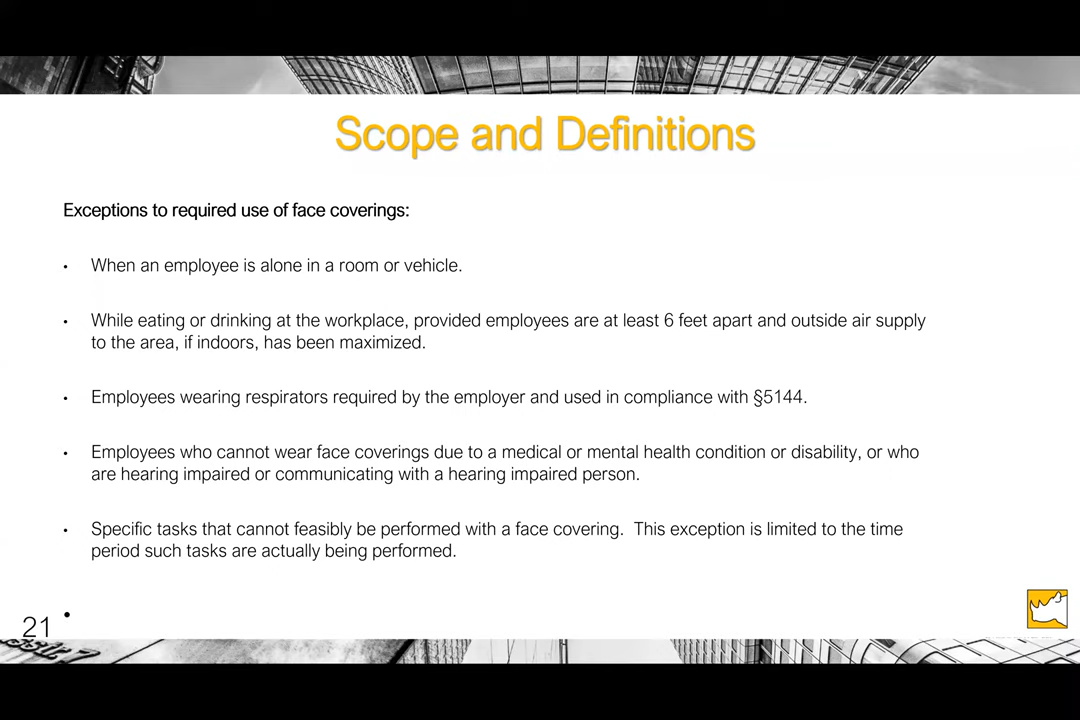 Scope and Definitions
Exceptions to required use of face coverings:
• When an employee is alone in a room or vehicle.
• While eating or drinking at the workplace, provided employees are at least 6 feet apart and outside air supply
to the area, if indoors, has been maximized.
• Employees wearing respirators required by the employer and used in compliance with §5144.
• Employees who cannot wear face coverings due to a medical or mental health condition or disability, or who
are hearing impaired or communicating with a hearing impaired person.
• Specific tasks that cannot feasibly be performed with a face covering.  This exception is limited to the time
period such tasks are actually being performed.
•
21